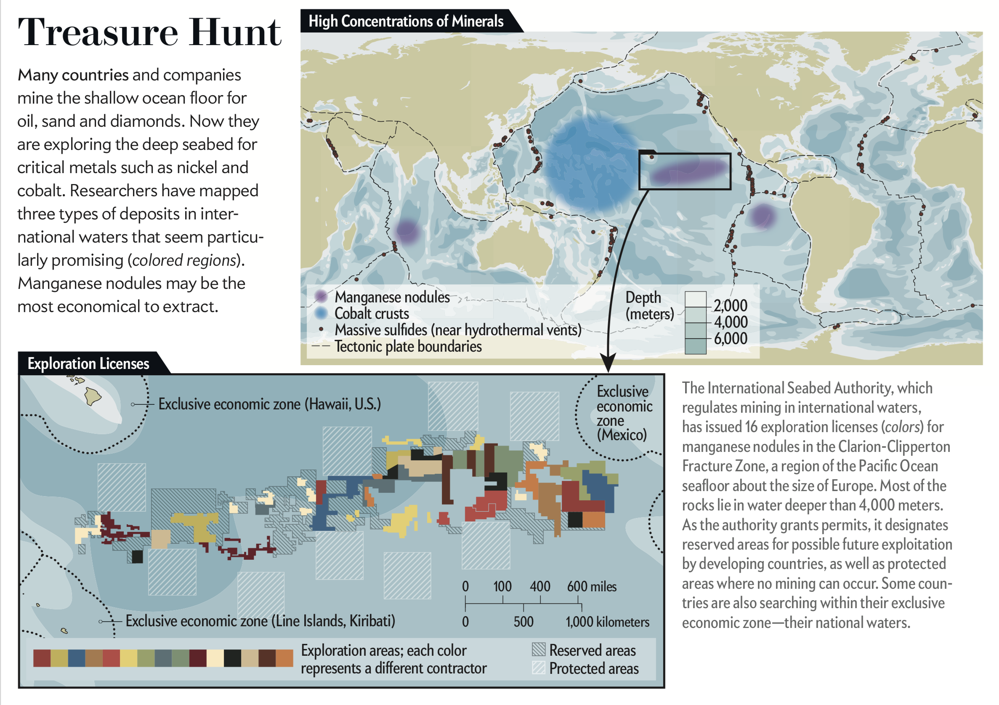 Treasure Hunt
Many countries and companies
mine the shallow ocean floor for
oil, sand and diamonds. Now they
are exploring the deep seabed for
critical metals such as nickel and
cobalt. Researchers have mapped
three types of deposits in inter-
national waters that seem particu-
larly promising (colored regions).
Manganese nodules may be the
most economical to extract.
High Concentrations of Minerals
Manganese nodules
Cobalt crusts
Massive sulfides (near hydrothermal vents)
Tectonic plate boundaries
Depth
(meters)
2,000
4,000
6,000
Exploration Licenses
Exclusive economic zone (Hawaii, U.S.)
Exclusive
economic
zone
(Mexico)
Exclusive economic zone (Line Islands, Kiribati)
0 100 400 600 miles
0 500 1,000 kilometers
Exploration areas; each color
represents a different contractor
Reserved areas
Protected areas
The International Seabed Authority, which
regulates mining in international waters,
has issued 16 exploration licenses (colors) for
manganese nodules in the Clarion-Clipperton
Fracture Zone, a region of the Pacific Ocean
seafloor about the size of Europe. Most of the
rocks lie in water deeper than 4,000 meters.
As the authority grants permits, it designates
reserved areas for possible future exploitation
by developing countries, as well as protected
areas where no mining can occur. Some coun-
tries are also searching within their exclusive
economic zone—their national waters.